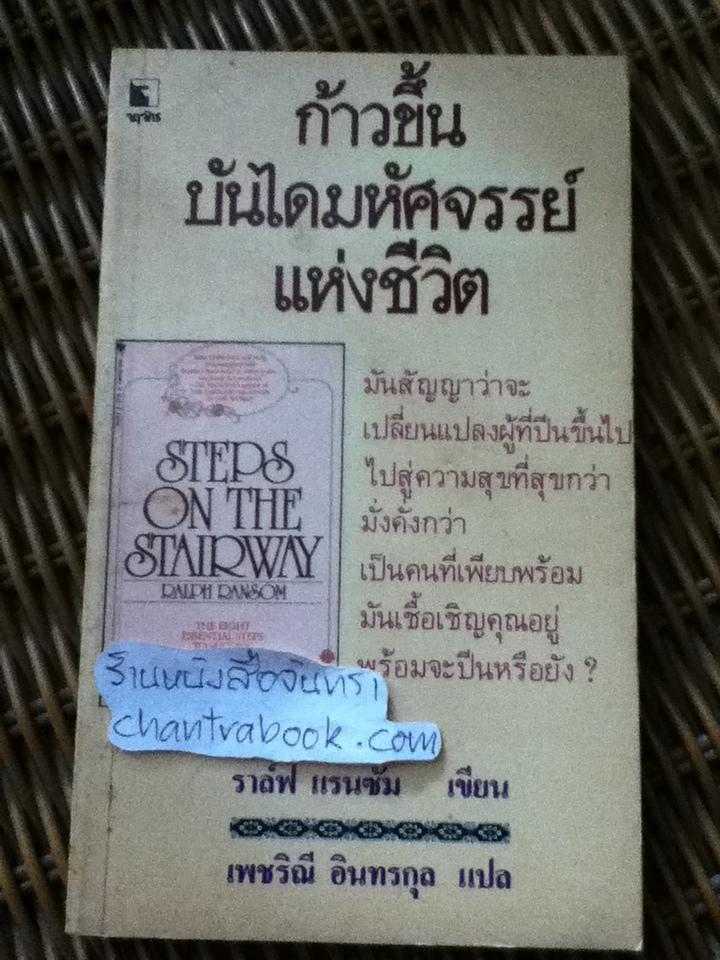 ก้าวขึ้น
บันไดมหัศจรรย์
แห่งชีวิต
STEPS
ON THE
STAIRWAY
RALPH RANSOM
THE EIGHT
ESSENTIAL STEPS
มันสัญญาว่าจะ
เปลี่ยนแปลงผู้ที่ปีนขึ้นไป
ไปสู่ความสุขที่สุขกว่า
มั่งคั่งกว่า
เป็นคนที่เพียบพร้อม
มันเชื้อเชิญคุณอยู่
พร้อมจะปีนหรือยัง ?
ร้านหนังสือจันทรา
chantrabook.com
ราล์ฟ แรนซัม เขียน
เพชริณี อินทรกุล แปล